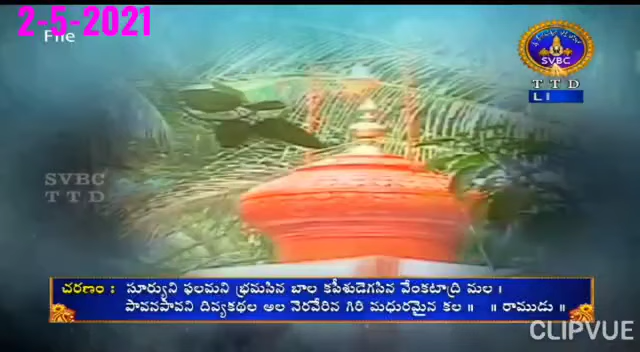 2-5-2021
File
SVBC
TTD
LI
SVBC
TTD
చరణం : సూర్యుని ఫలమని భ్రమసిన బాల కపీశుడెగసిన వేంకటాద్రి మల ।
పావనపావని దివ్యకథల అల నెరవేరిన గిరి మధురమైన కల ॥ ॥ రాముడు ॥
CLIPVUE